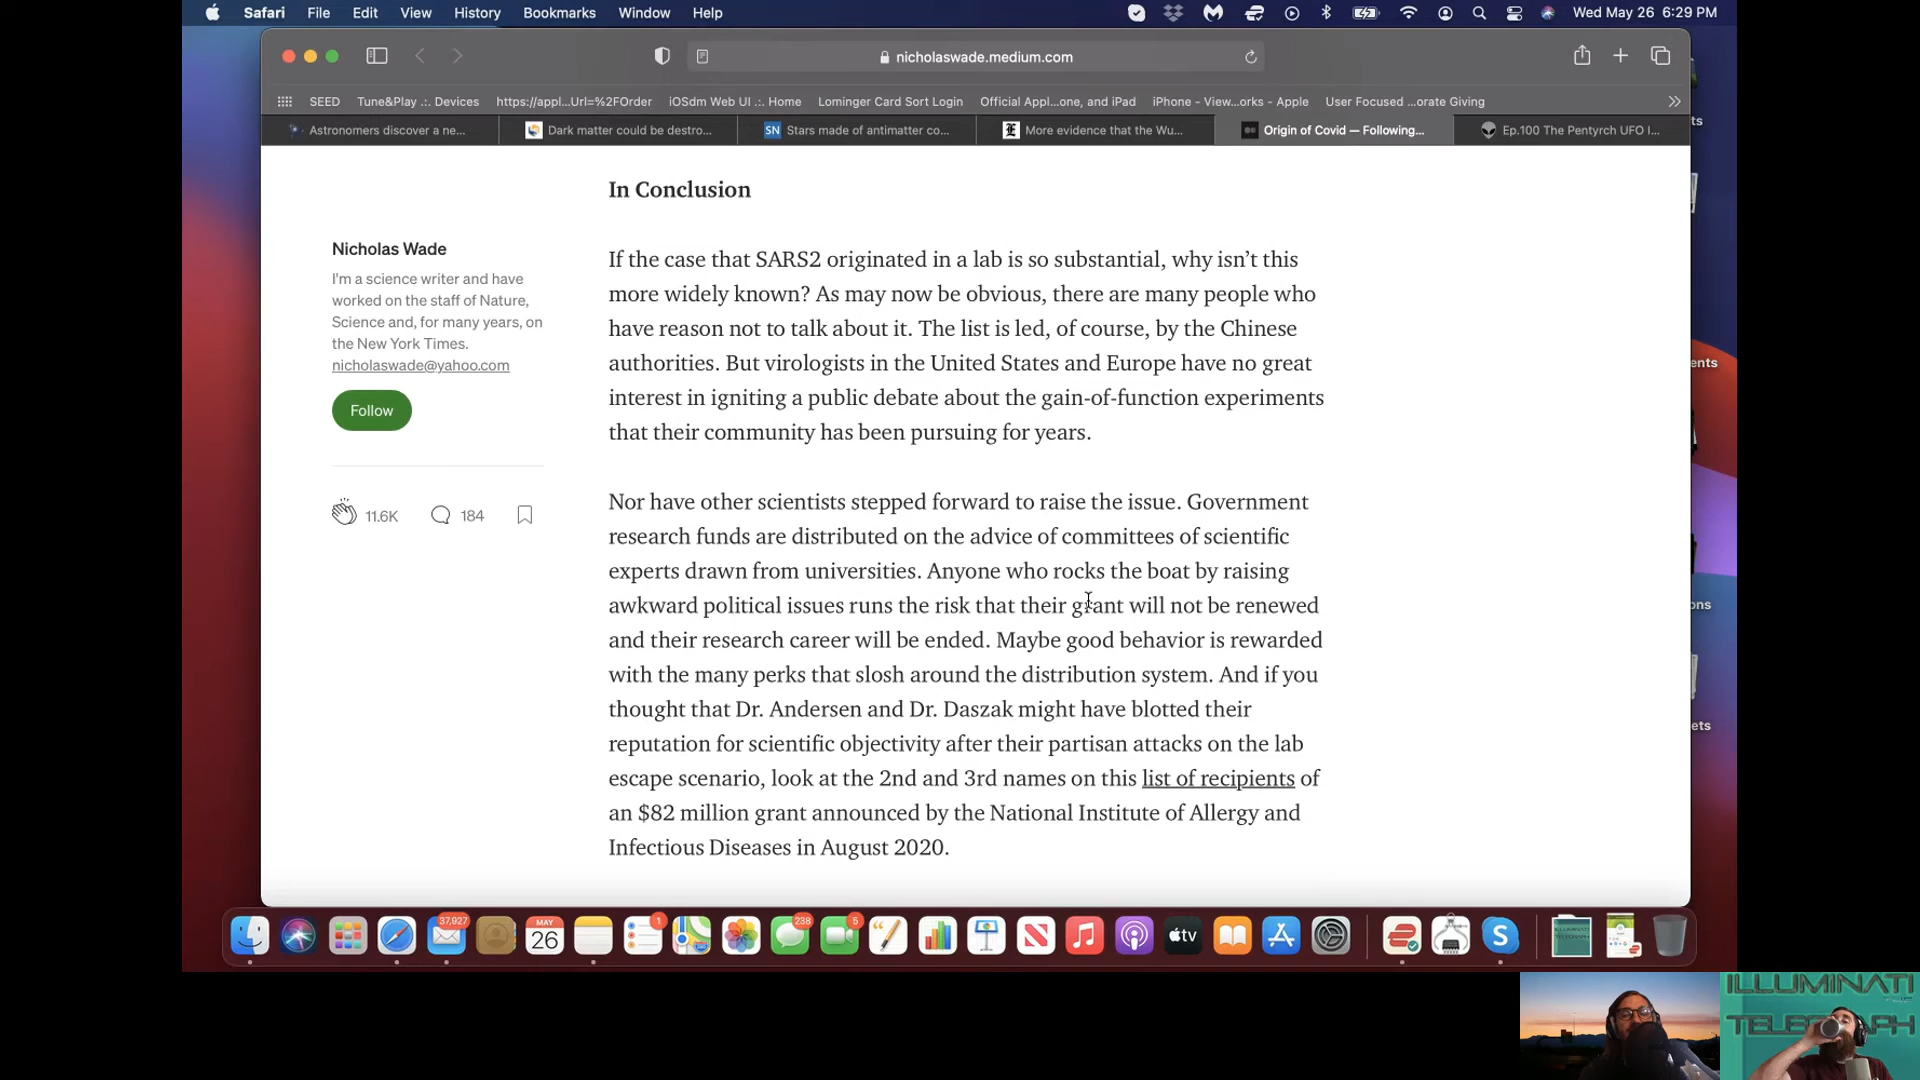 Safari File Edit View History Bookmarks Window Help
Wed May 26 6:29 PM
nicholaswade.medium.com
SEED Tune&Play .:. Devices https://appl...Url=%2FOrder iOSdm Web UI .:. Home Lominger Card Sort Login Official Appl...one, and iPad iPhone - View...orks - Apple User Focused ...orate Giving
Astronomers discover a ne... Dark matter could be destro... SN Stars made of antimatter co... More evidence that the Wu... Origin of Covid — Following... Ep.100 The Pentyrch UFO I...
In Conclusion
Nicholas Wade
I'm a science writer and have
worked on the staff of Nature,
Science and, for many years, on
the New York Times.
nicholaswade@yahoo.com
Follow
11.6K 184
If the case that SARS2 originated in a lab is so substantial, why isn't this
more widely known? As may now be obvious, there are many people who
have reason not to talk about it. The list is led, of course, by the Chinese
authorities. But virologists in the United States and Europe have no great
interest in igniting a public debate about the gain-of-function experiments
that their community has been pursuing for years.
Nor have other scientists stepped forward to raise the issue. Government
research funds are distributed on the advice of committees of scientific
experts drawn from universities. Anyone who rocks the boat by raising
awkward political issues runs the risk that their grant will not be renewed
and their research career will be ended. Maybe good behavior is rewarded
with the many perks that slosh around the distribution system. And if you
thought that Dr. Andersen and Dr. Daszak might have blotted their
reputation for scientific objectivity after their partisan attacks on the lab
escape scenario, look at the 2nd and 3rd names on this list of recipients of
an $82 million grant announced by the National Institute of Allergy and
Infectious Diseases in August 2020.
ts
ents
ons
ets
37,927 MAY 26 1 238 5 tv S
ILLUMINATI
TELEGRAPH